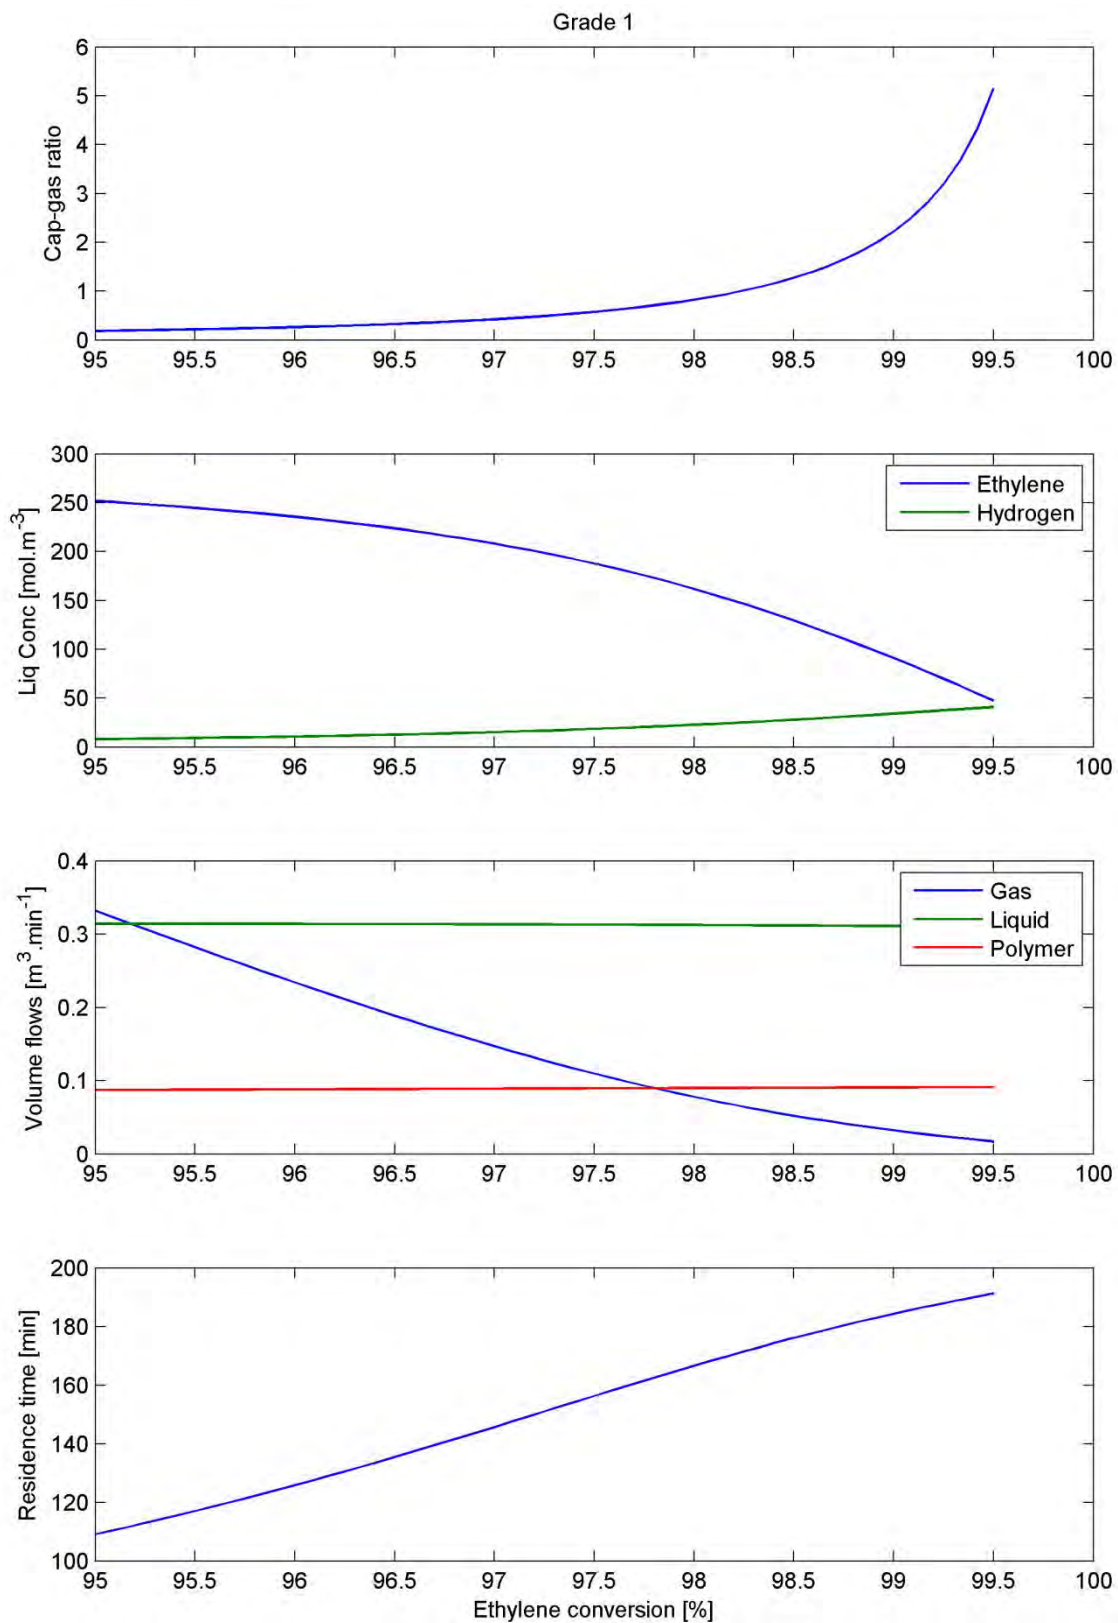 Grade 1
Cap-gas ratio
6
5
4
3
2
1
0
95 95.5 96 96.5 97 97.5 98 98.5 99 99.5 100
Liq Conc [mol.m⁻³]
300
250
200
150
100
50
0
Ethylene
Hydrogen
95 95.5 96 96.5 97 97.5 98 98.5 99 99.5 100
Volume flows [m³.min⁻¹]
0.4
0.3
0.2
0.1
0
Gas
Liquid
Polymer
95 95.5 96 96.5 97 97.5 98 98.5 99 99.5 100
Residence time [min]
200
180
160
140
120
100
95 95.5 96 96.5 97 97.5 98 98.5 99 99.5 100
Ethylene conversion [%]